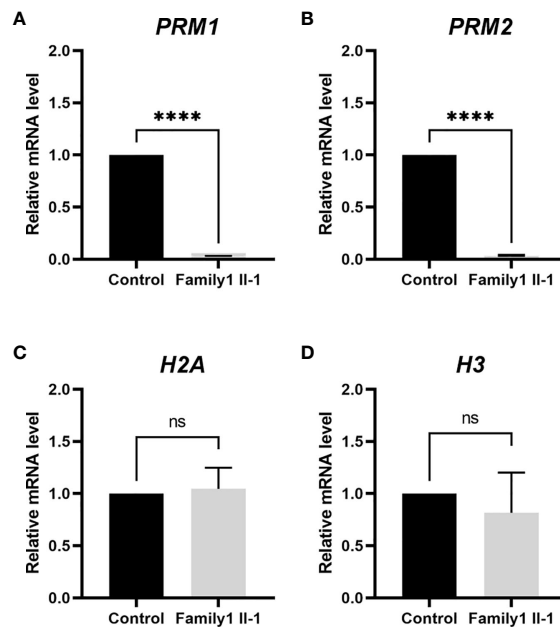 A
PRM1
Relative mRNA level
2.0
1.5
1.0
0.5
0.0
****
Control Family1 II-1
B
PRM2
Relative mRNA level
2.0
1.5
1.0
0.5
0.0
****
Control Family1 II-1
C
H2A
Relative mRNA level
2.0
1.5
1.0
0.5
0.0
ns
Control Family1 II-1
D
H3
Relative mRNA level
2.0
1.5
1.0
0.5
0.0
ns
Control Family1 II-1